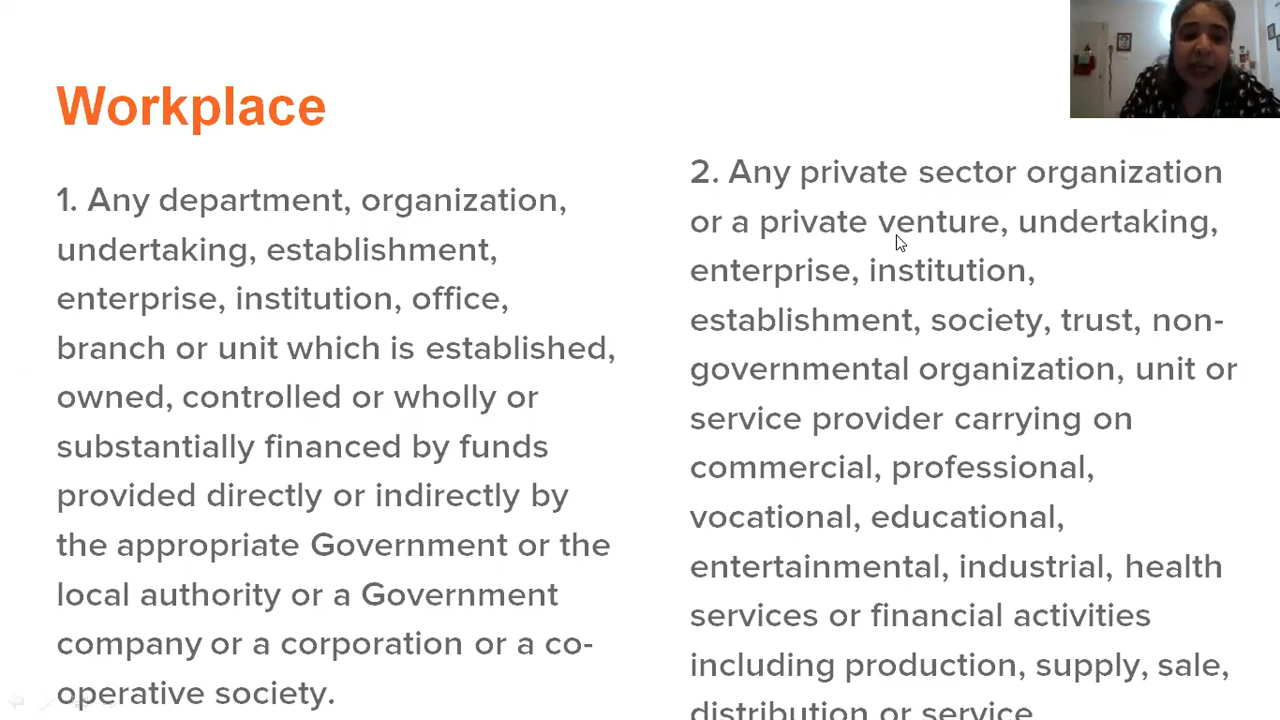 Workplace
1. Any department, organization,
undertaking, establishment,
enterprise, institution, office,
branch or unit which is established,
owned, controlled or wholly or
substantially financed by funds
provided directly or indirectly by
the appropriate Government or the
local authority or a Government
company or a corporation or a co-
operative society.
2. Any private sector organization
or a private venture, undertaking,
enterprise, institution,
establishment, society, trust, non-
governmental organization, unit or
service provider carrying on
commercial, professional,
vocational, educational,
entertainmental, industrial, health
services or financial activities
including production, supply, sale,
distribution or service